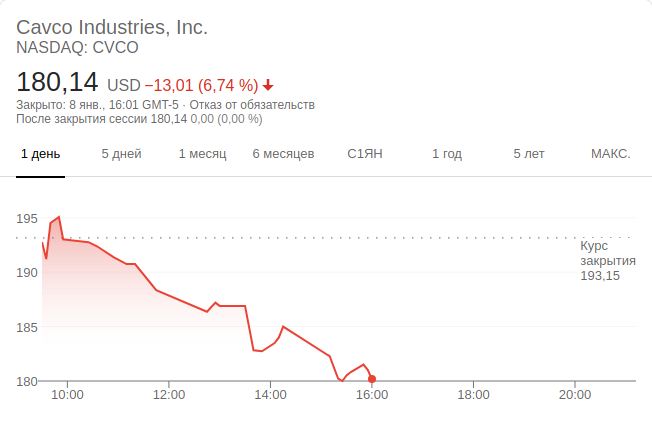 Cavco Industries, Inc.
NASDAQ: CVCO
180,14 USD −13,01 (6,74 %)
Закрыто: 8 янв., 16:01 GMT-5 · Отказ от обязательств
После закрытия сессии 180,14 0,00 (0,00 %)
1 день 5 дней 1 месяц 6 месяцев С1ЯН 1 год 5 лет МАКС.
195
Курс
закрытия
193,15
190
185
180
10:00 12:00 14:00 16:00 18:00 20:00